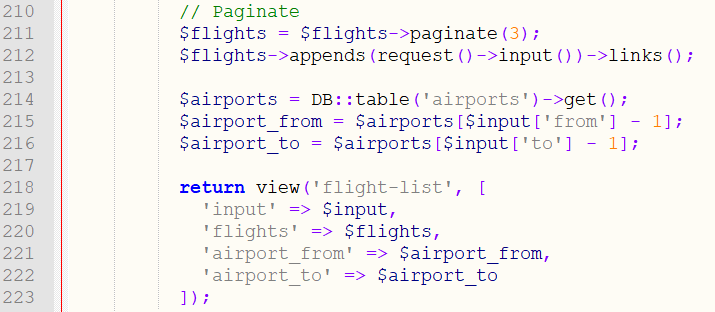 210 // Paginate
211 $flights = $flights->paginate(3);
212 $flights->appends(request()->input())->links();
213
214 $airports = DB::table('airports')->get();
215 $airport_from = $airports[$input['from'] - 1];
216 $airport_to = $airports[$input['to'] - 1];
217
218 return view('flight-list', [
219 'input' => $input,
220 'flights' => $flights,
221 'airport_from' => $airport_from,
222 'airport_to' => $airport_to
223 ]);